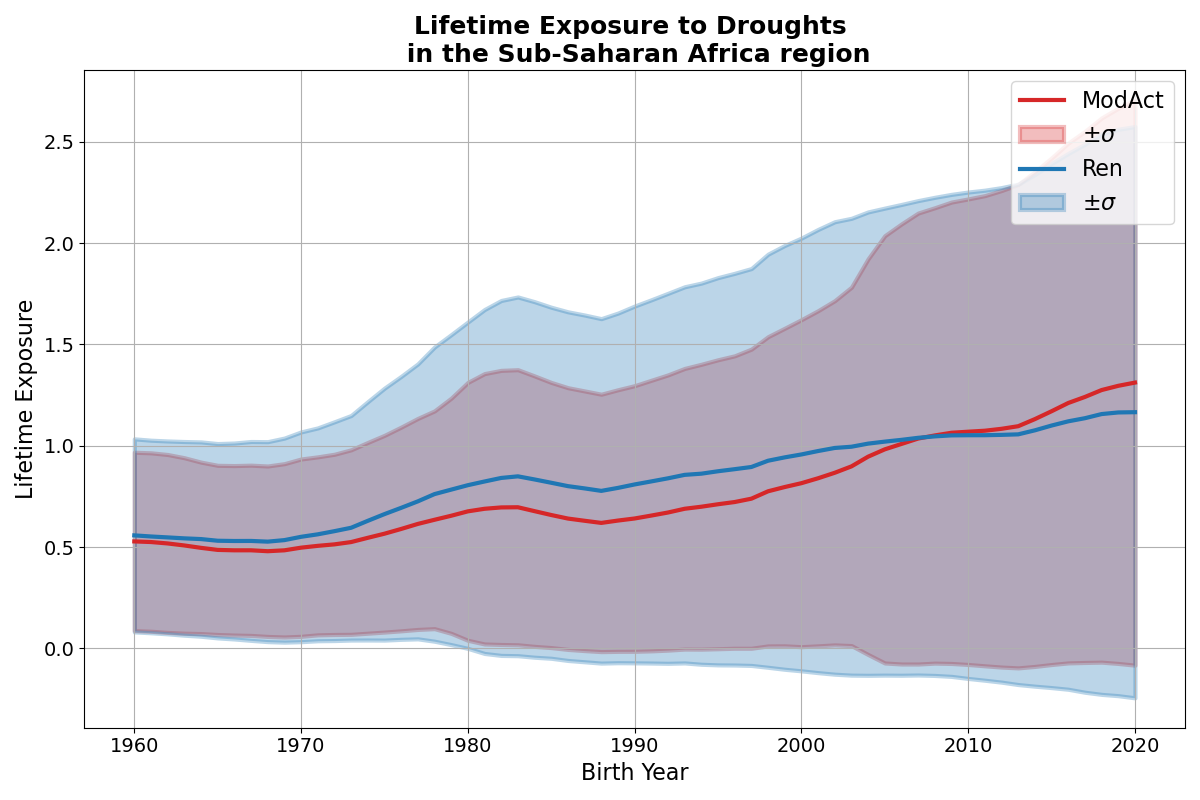 Lifetime Exposure to Droughts
in the Sub-Saharan Africa region
ModAct
±σ
Ren
±σ
Lifetime Exposure
2.5
2.0
1.5
1.0
0.5
0.0
1960 1970 1980 1990 2000 2010 2020
Birth Year